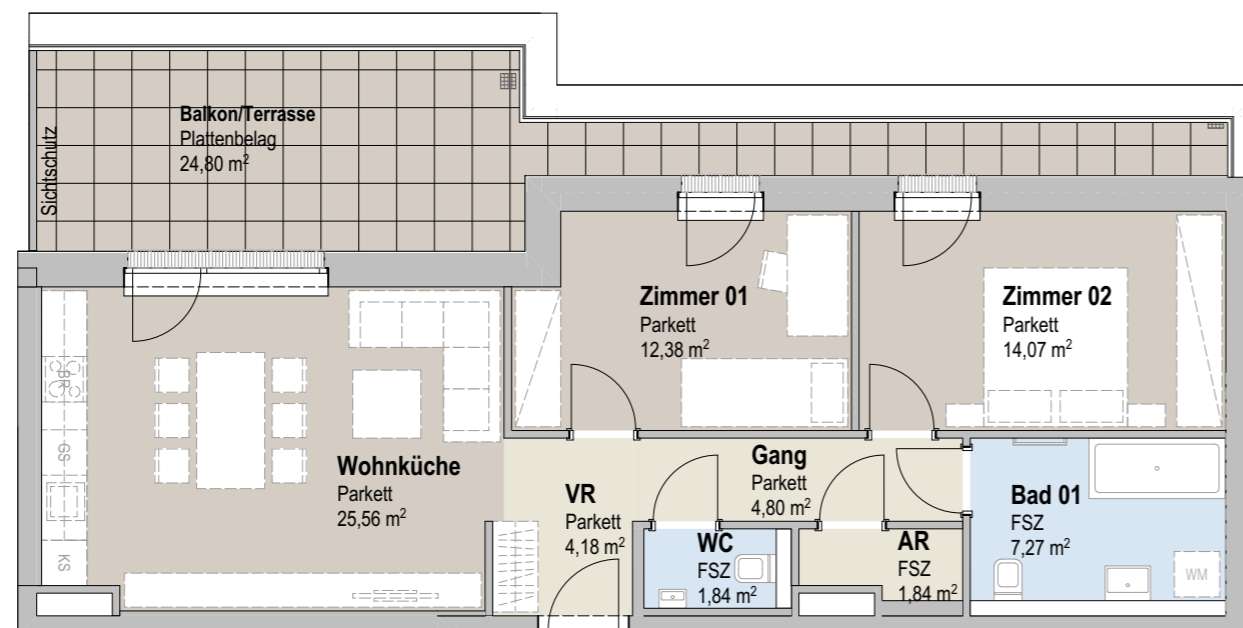 Balkon/Terrasse
Plattenbelag
24,80 m²
Sichtschutz
Zimmer 01
Parkett
12,38 m²
Zimmer 02
Parkett
14,07 m²
BR
GS
KS
Wohnküche
Parkett
25,56 m²
VR
Parkett
4,18 m²
Gang
Parkett
4,80 m²
WC
FSZ
1,84 m²
AR
FSZ
1,84 m²
Bad 01
FSZ
7,27 m²
WM